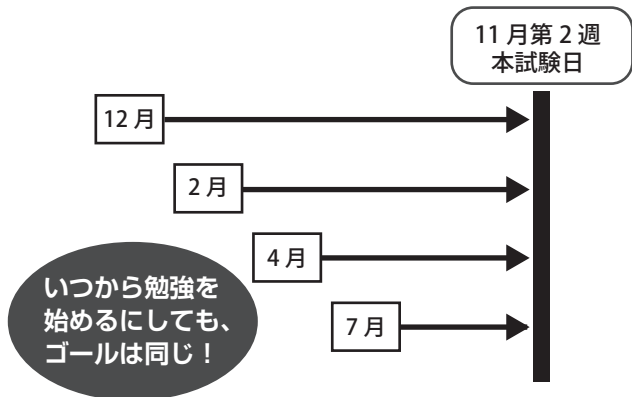 11月第2週
本試験日
12月
2月
4月
7月
いつから勉強を
始めるにしても、
ゴールは同じ！